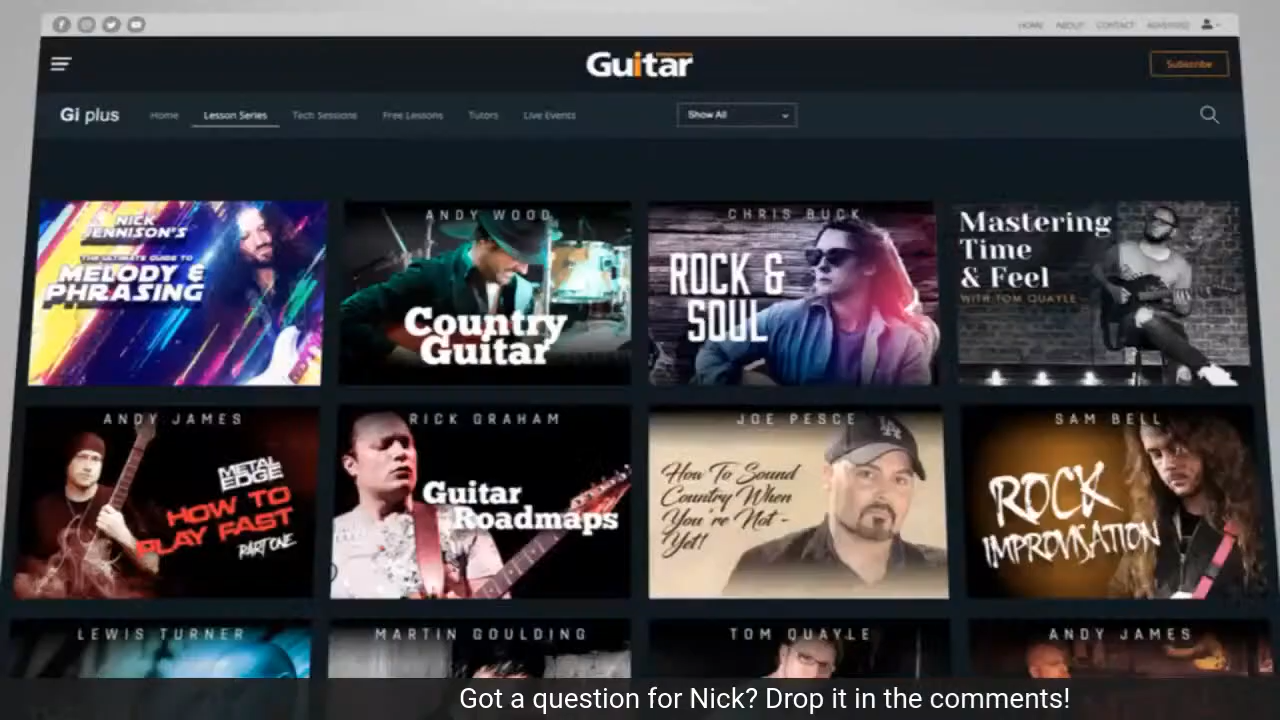 HOME ABOUT CONTACT ADVERTISE
Guitar
Subscribe
Gi plus Home Lesson Series Tech Sessions Free Lessons Tutors Live Events Show All
NICK
JENNISON'S
THE ULTIMATE GUIDE TO
MELODY &
PHRASING
ANDY WOOD
Country
Guitar
CHRIS BUCK
ROCK &
SOUL
Mastering
Time
& Feel
WITH TOM QUAYLE
ANDY JAMES
METAL
EDGE
HOW TO
PLAY FAST
PART ONE
RICK GRAHAM
Guitar
Roadmaps
JOE PESCE
How To Sound
Country When
You're Not -
Yet!
SAM BELL
ROCK
IMPROVISATION
LEWIS TURNER
MARTIN GOULDING
TOM QUAYLE
ANDY JAMES
Got a question for Nick? Drop it in the comments!